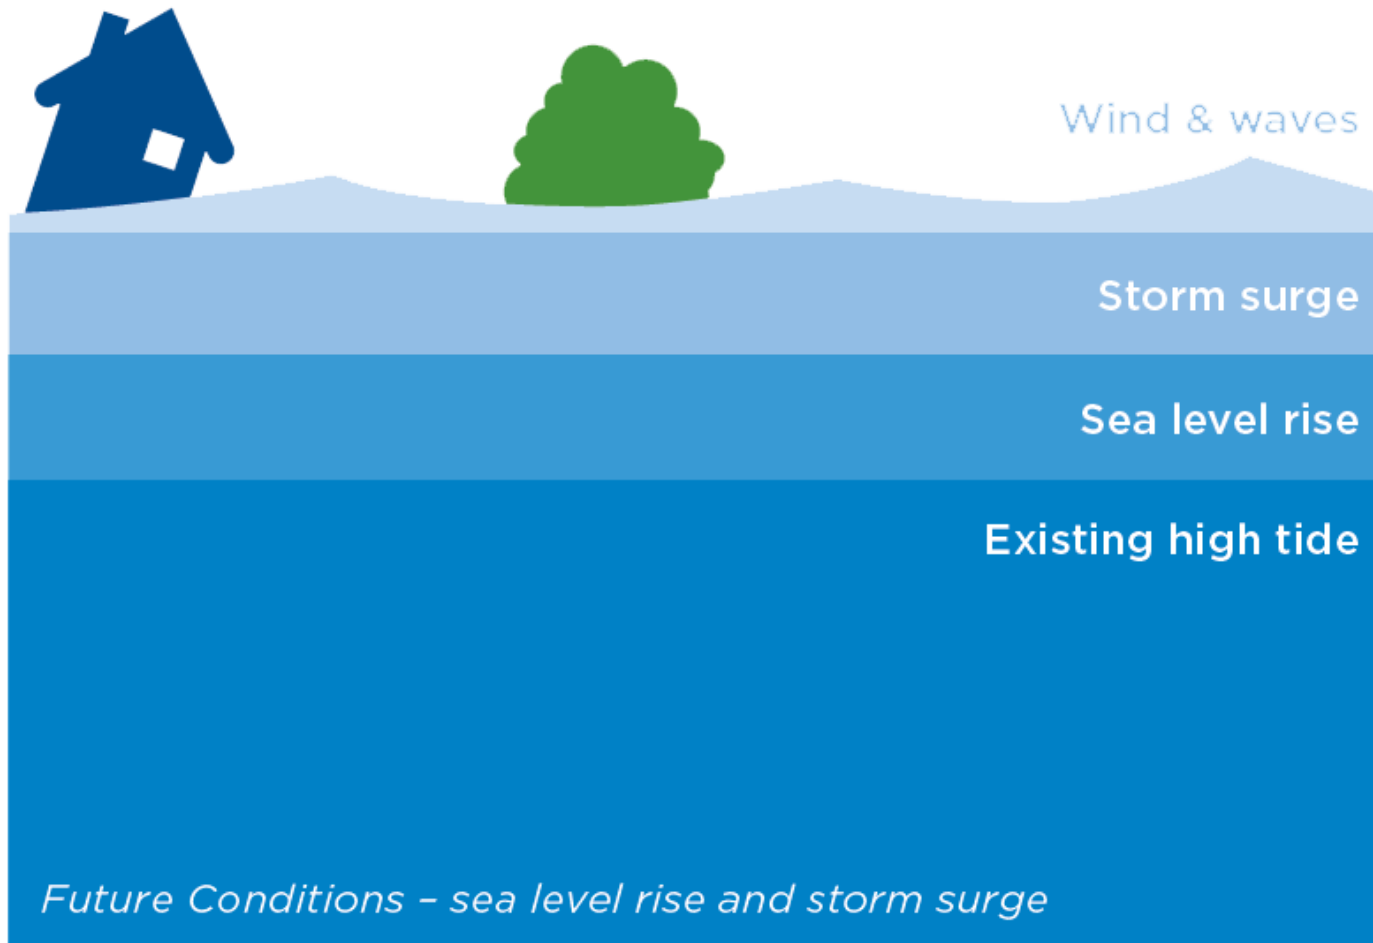 Wind & waves
Storm surge
Sea level rise
Existing high tide
Future Conditions – sea level rise and storm surge